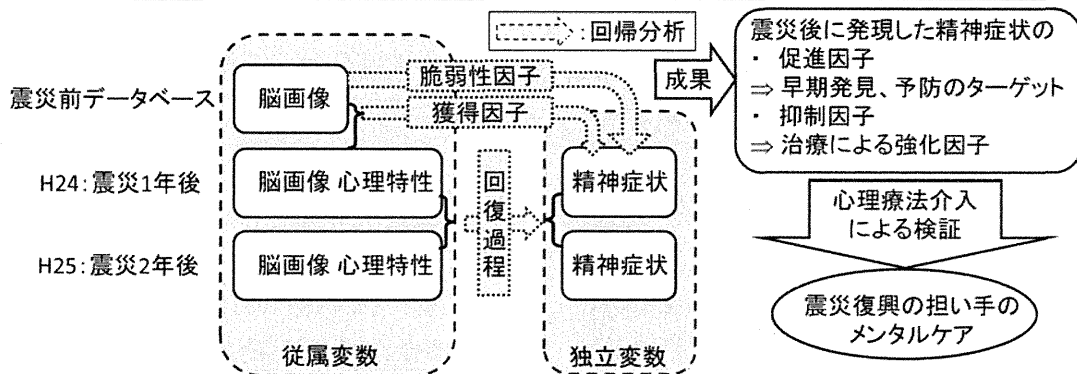 :回帰分析
震災前データベース
脳画像
脆弱性因子
獲得因子
H24:震災1年後
脳画像 心理特性
回復過程
精神症状
H25:震災2年後
脳画像 心理特性
精神症状
従属変数
独立変数
成果
震災後に発現した精神症状の
・ 促進因子
⇒ 早期発見、予防のターゲット
・ 抑制因子
⇒ 治療による強化因子
心理療法介入
による検証
震災復興の担い手の
メンタルケア